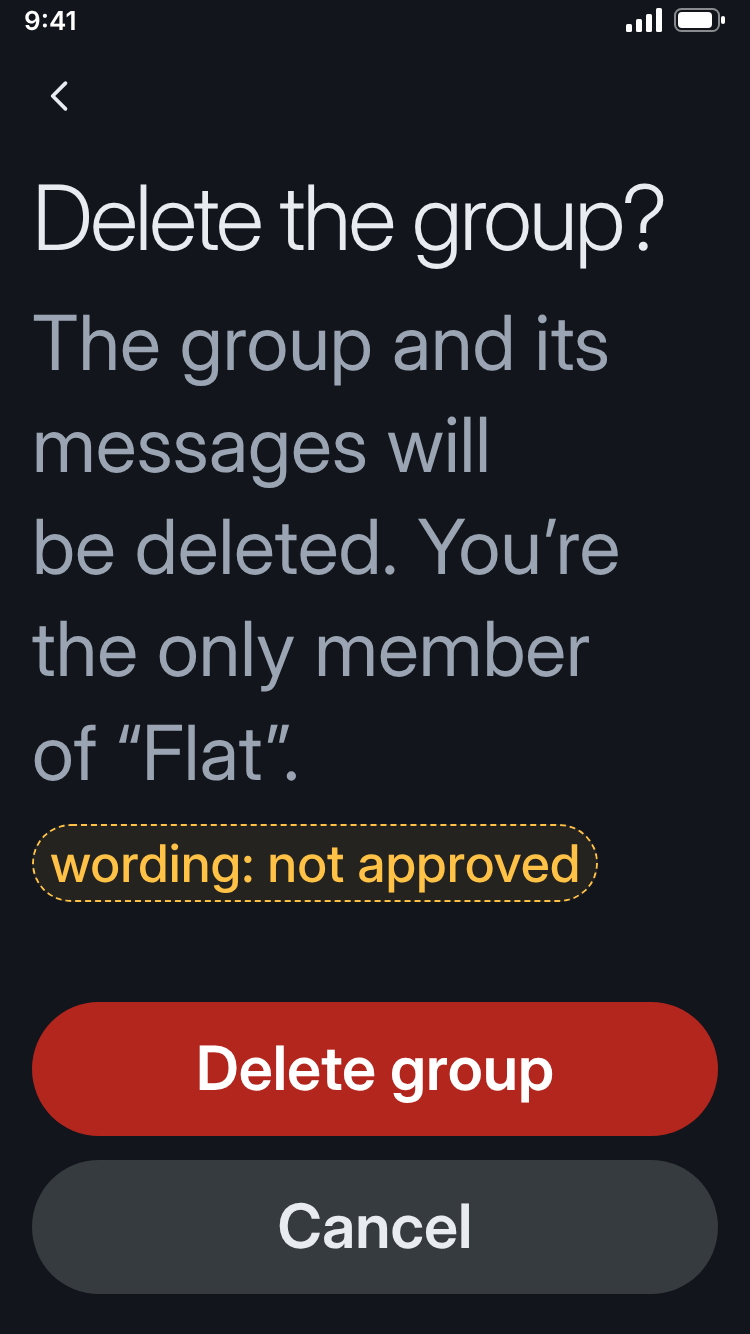 9:41
Delete the group?
The group and its
messages will
be deleted. You’re
the only member
of “Flat”.
wording: not approved
Delete group
Cancel